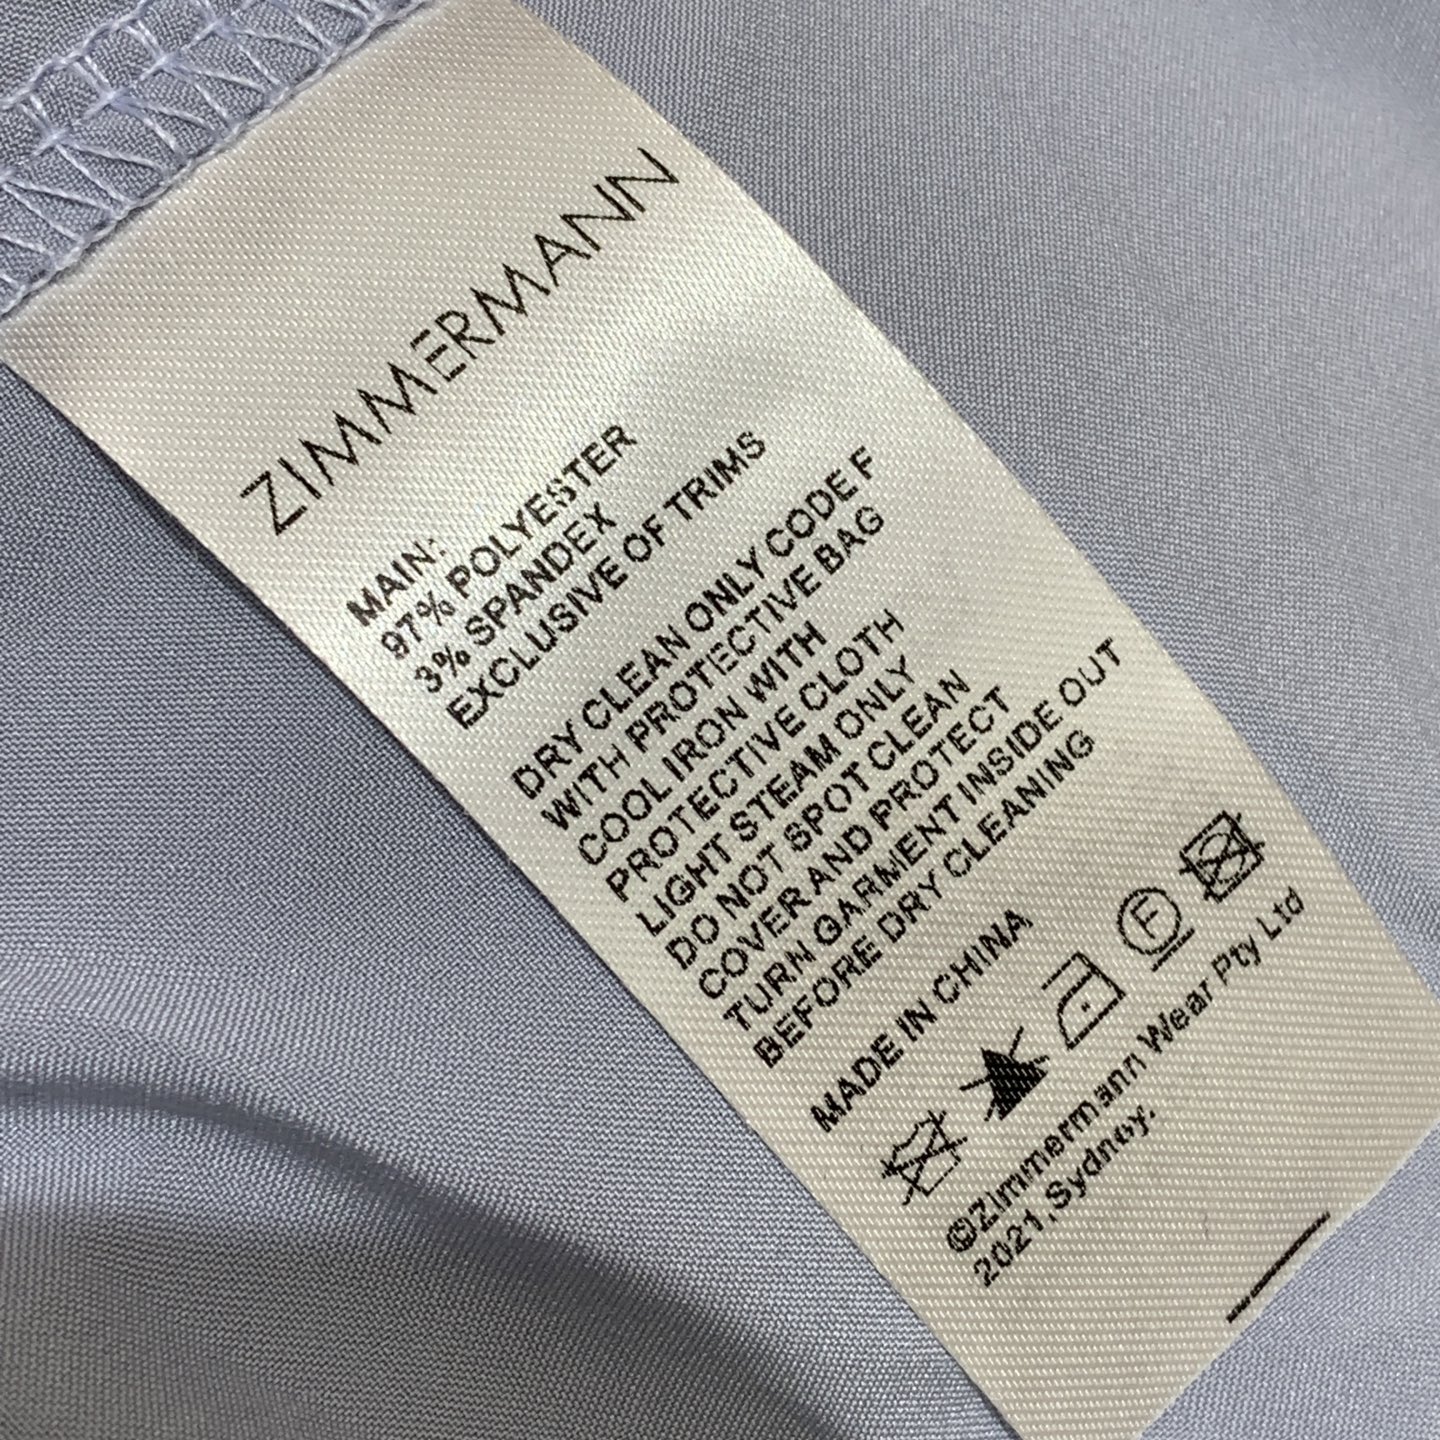 ZIMMERMANN
MAIN:
97% POLYESTER
3% SPANDEX
EXCLUSIVE OF TRIMS
DRY CLEAN ONLY CODE F
WITH PROTECTIVE BAG
COOL IRON WITH
PROTECTIVE CLOTH
LIGHT STEAM ONLY
DO NOT SPOT CLEAN
COVER AND PROTECT
TURN GARMENT INSIDE OUT
BEFORE DRY CLEANING
MADE IN CHINA
F
©Zimmermann Wear Pty Ltd
2021,Sydney.